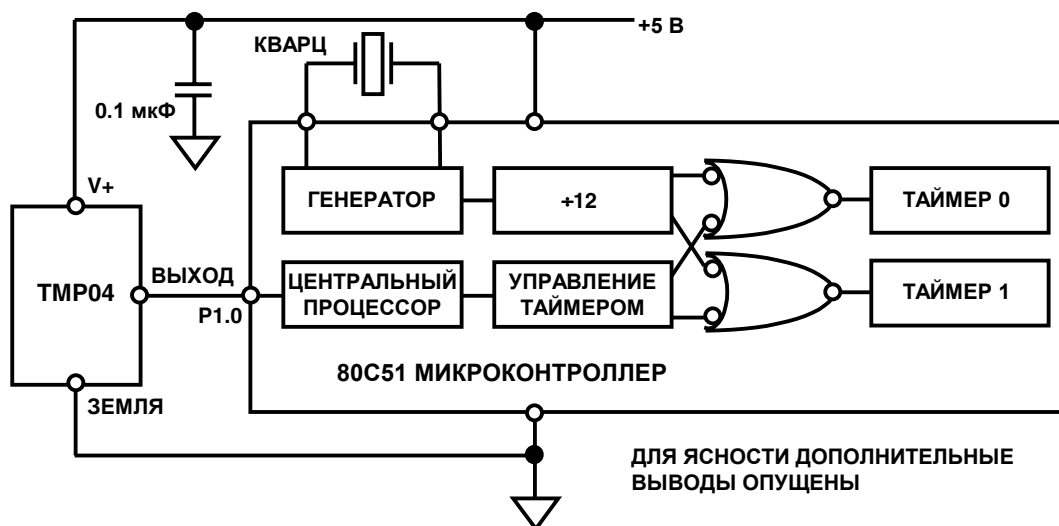 +5 В
КВАРЦ
0.1 мкФ
V+
ГЕНЕРАТОР
÷12
ТАЙМЕР 0
ВЫХОД
TMP04
P1.0
ЦЕНТРАЛЬНЫЙ
ПРОЦЕССОР
УПРАВЛЕНИЕ
ТАЙМЕРОМ
ТАЙМЕР 1
80C51 МИКРОКОНТРОЛЛЕР
ЗЕМЛЯ
ДЛЯ ЯСНОСТИ ДОПОЛНИТЕЛЬНЫЕ
ВЫВОДЫ ОПУЩЕНЫ